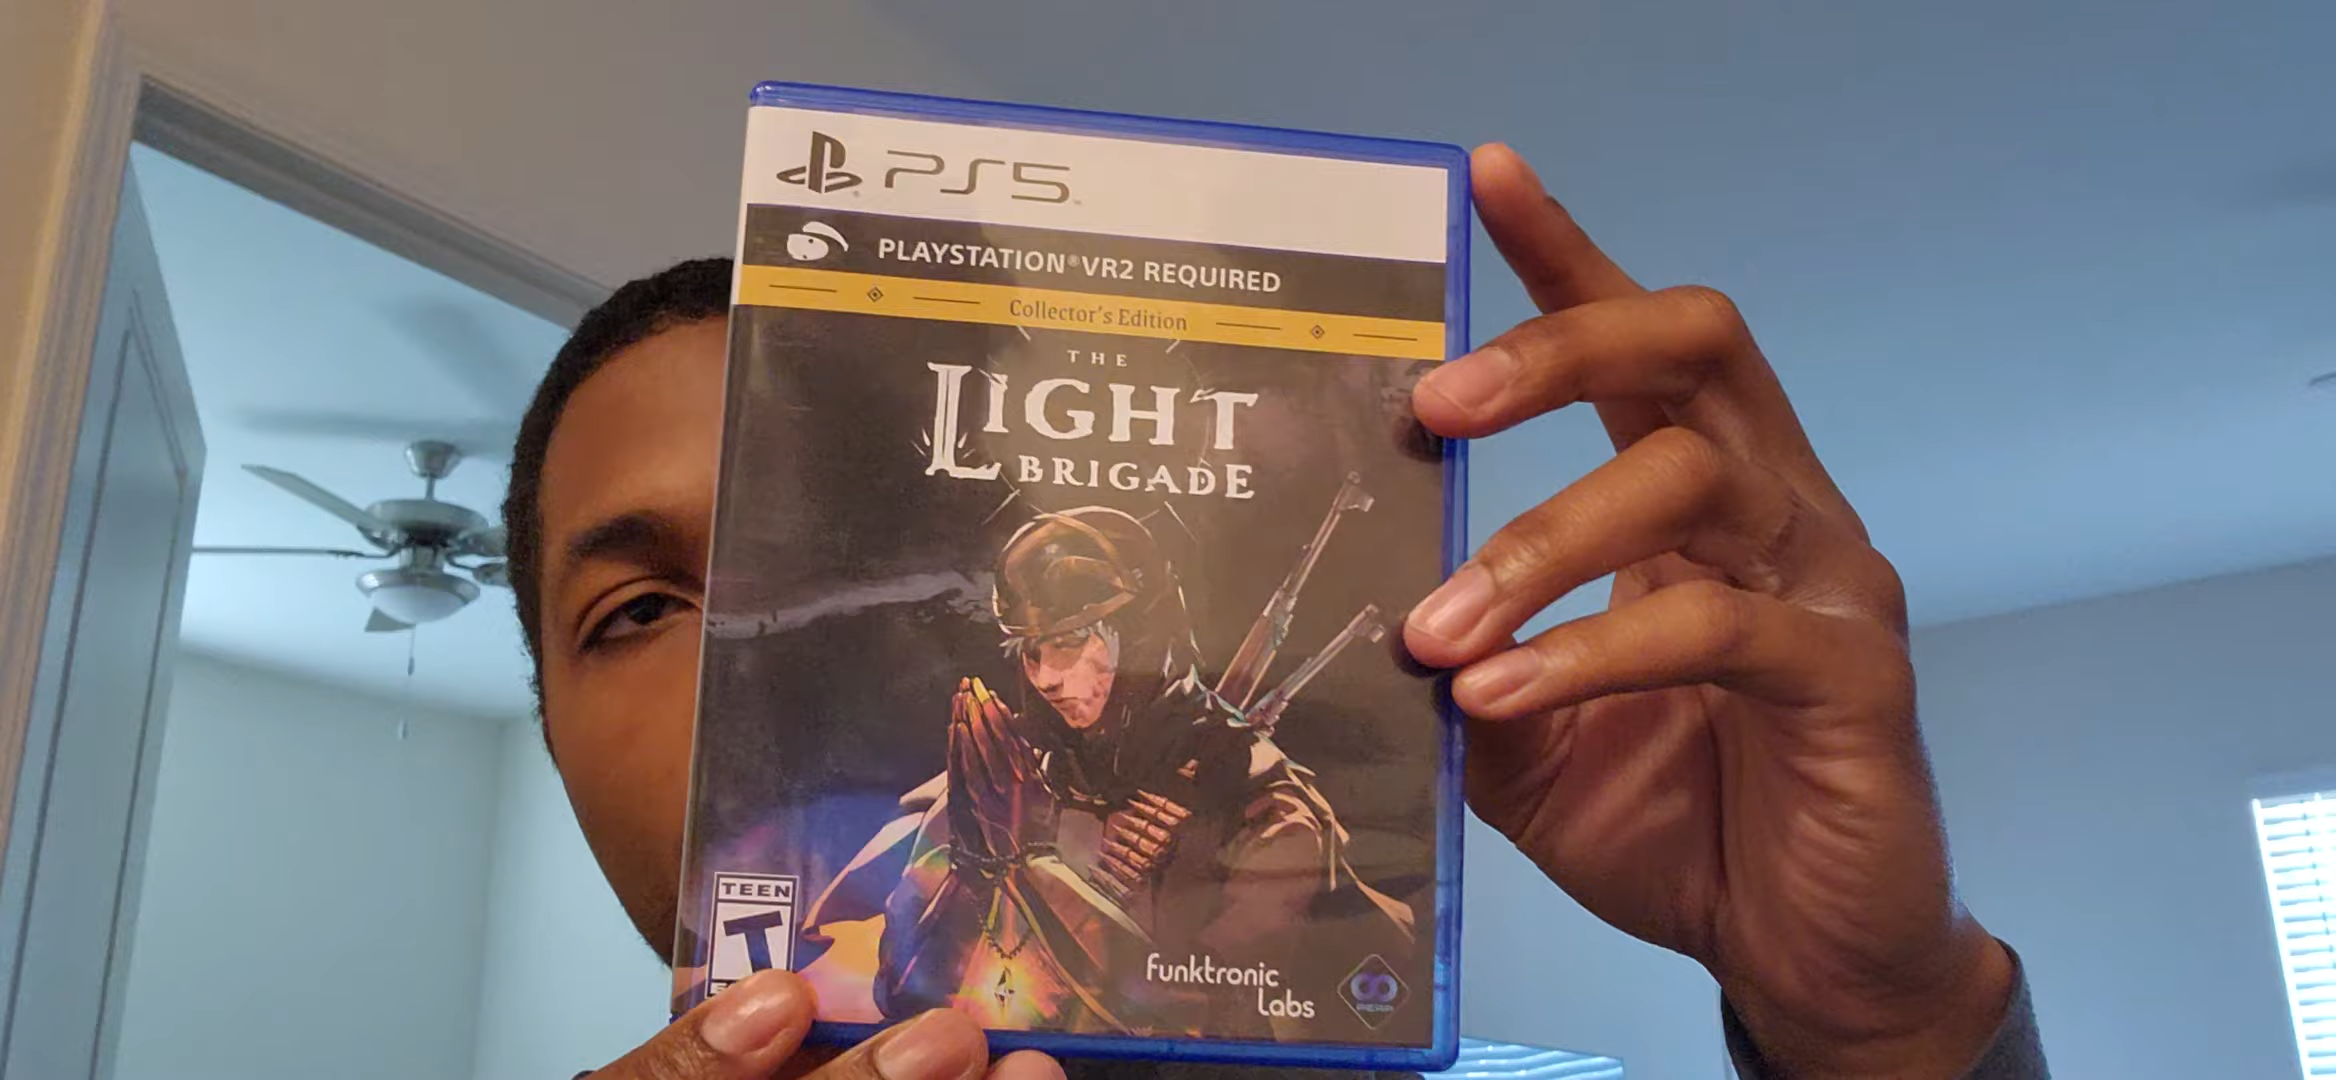 PS5
PLAYSTATION®VR2 REQUIRED
Collector's Edition
THE
LIGHT
BRIGADE
TEEN
T
Funktronic
Labs